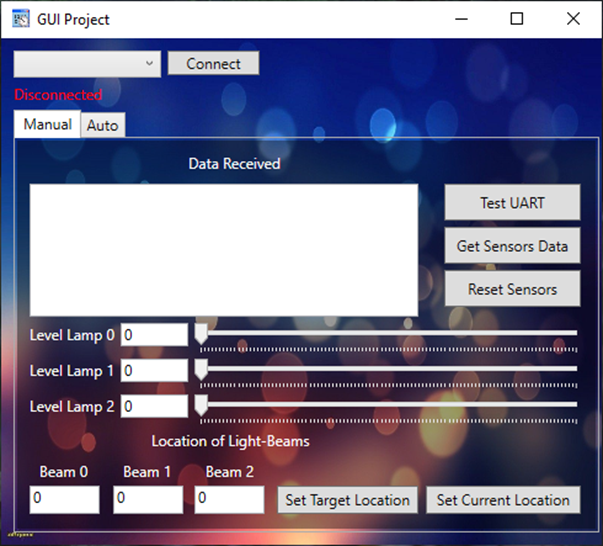 GUI Project
Connect
Disconnected
Manual Auto
Data Received
Test UART
Get Sensors Data
Reset Sensors
Level Lamp 0 0
Level Lamp 1 0
Level Lamp 2 0
Location of Light-Beams
Beam 0 Beam 1 Beam 2
0 0 0 Set Target Location Set Current Location